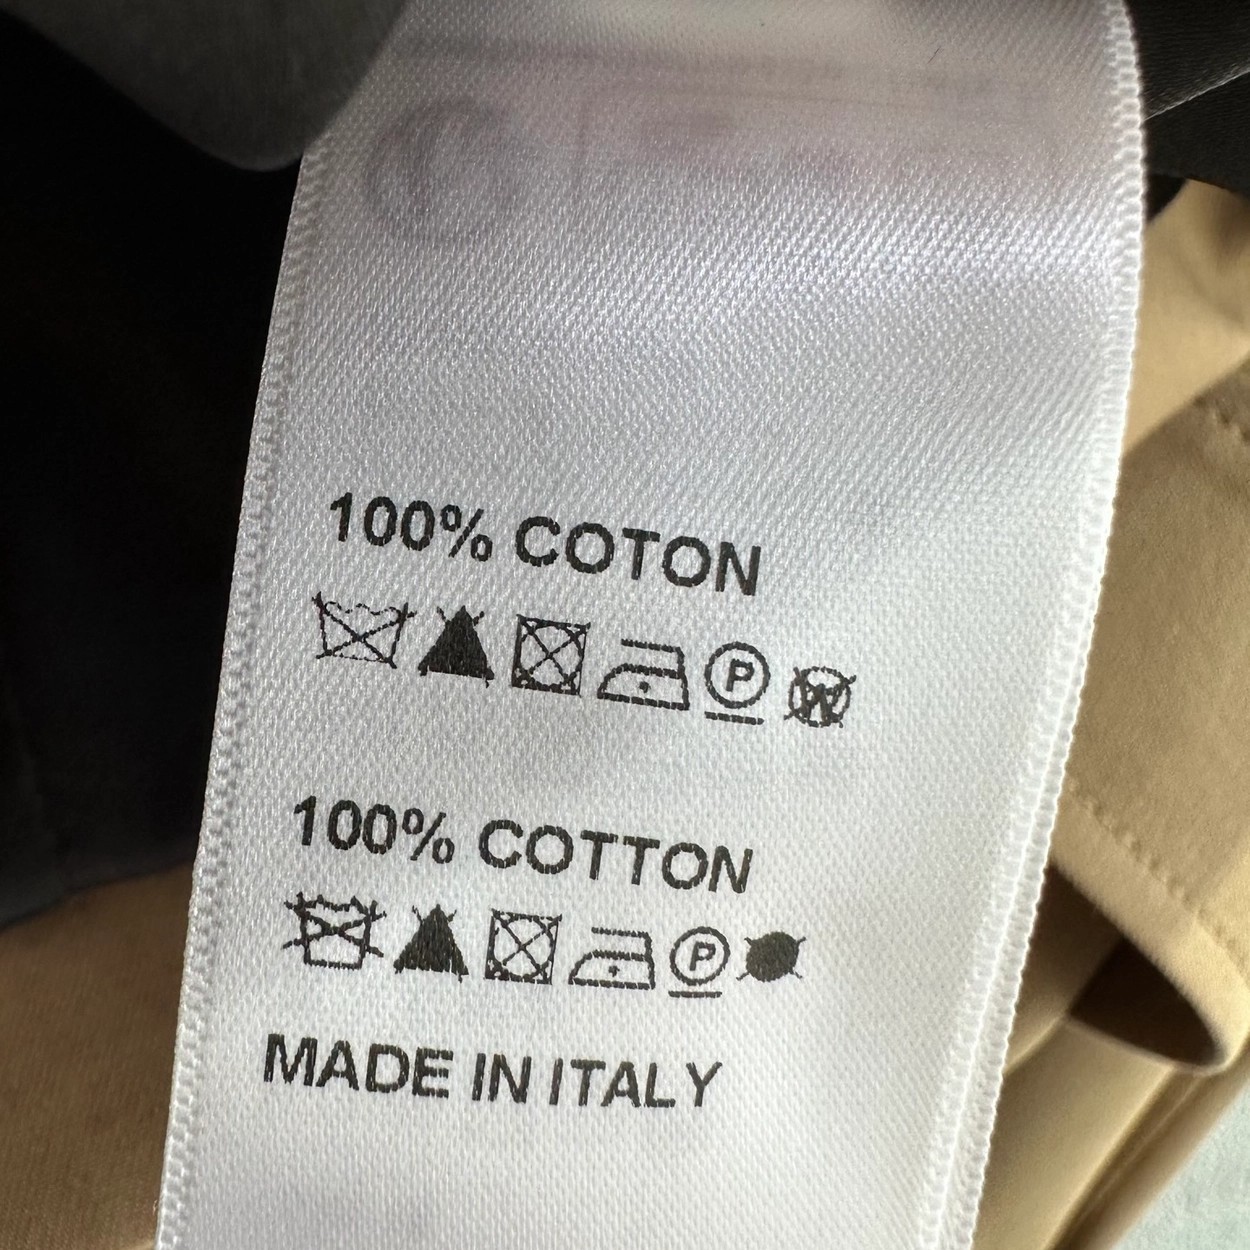 100% COTON
P W
100% COTTON
P
MADE IN ITALY